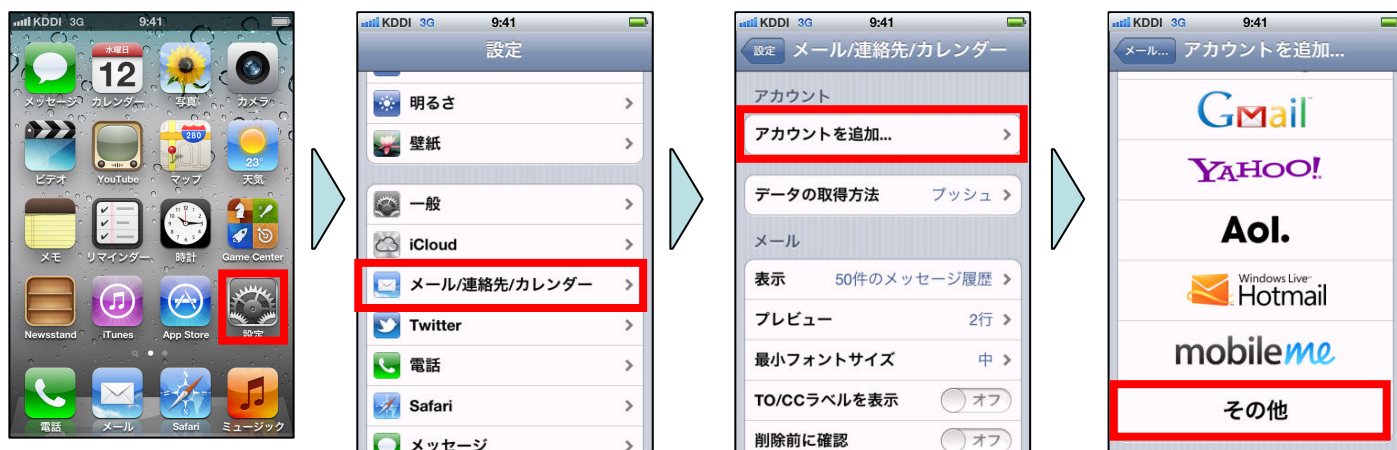 KDDI 3G 9:41
水曜日
12
メッセージ カレンダー 写真 カメラ
280
23°
ビデオ YouTube マップ 天気
メモ リマインダー 時計 Game Center
Newsstand iTunes App Store 設定
電話 メール Safari ミュージック
KDDI 3G 9:41
設定
明るさ
壁紙
一般
iCloud
メール/連絡先/カレンダー
Twitter
電話
Safari
メッセージ
KDDI 3G 9:41
設定 メール/連絡先/カレンダー
アカウント
アカウントを追加...
データの取得方法 プッシュ
メール
表示 50件のメッセージ履歴
プレビュー 2行
最小フォントサイズ 中
TO/CCラベルを表示 オフ
削除前に確認 オフ
KDDI 3G 9:41
メール... アカウントを追加...
Gmail
YAHOO!
Aol.
Windows Live™
Hotmail
mobileme
その他